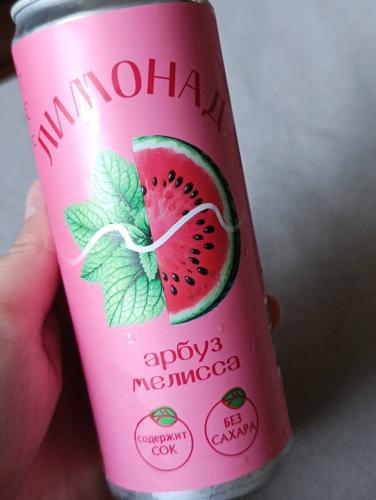 ЛИМОНАД
арбуз
мелисса
содержит
СОК
БЕЗ
САХАРА